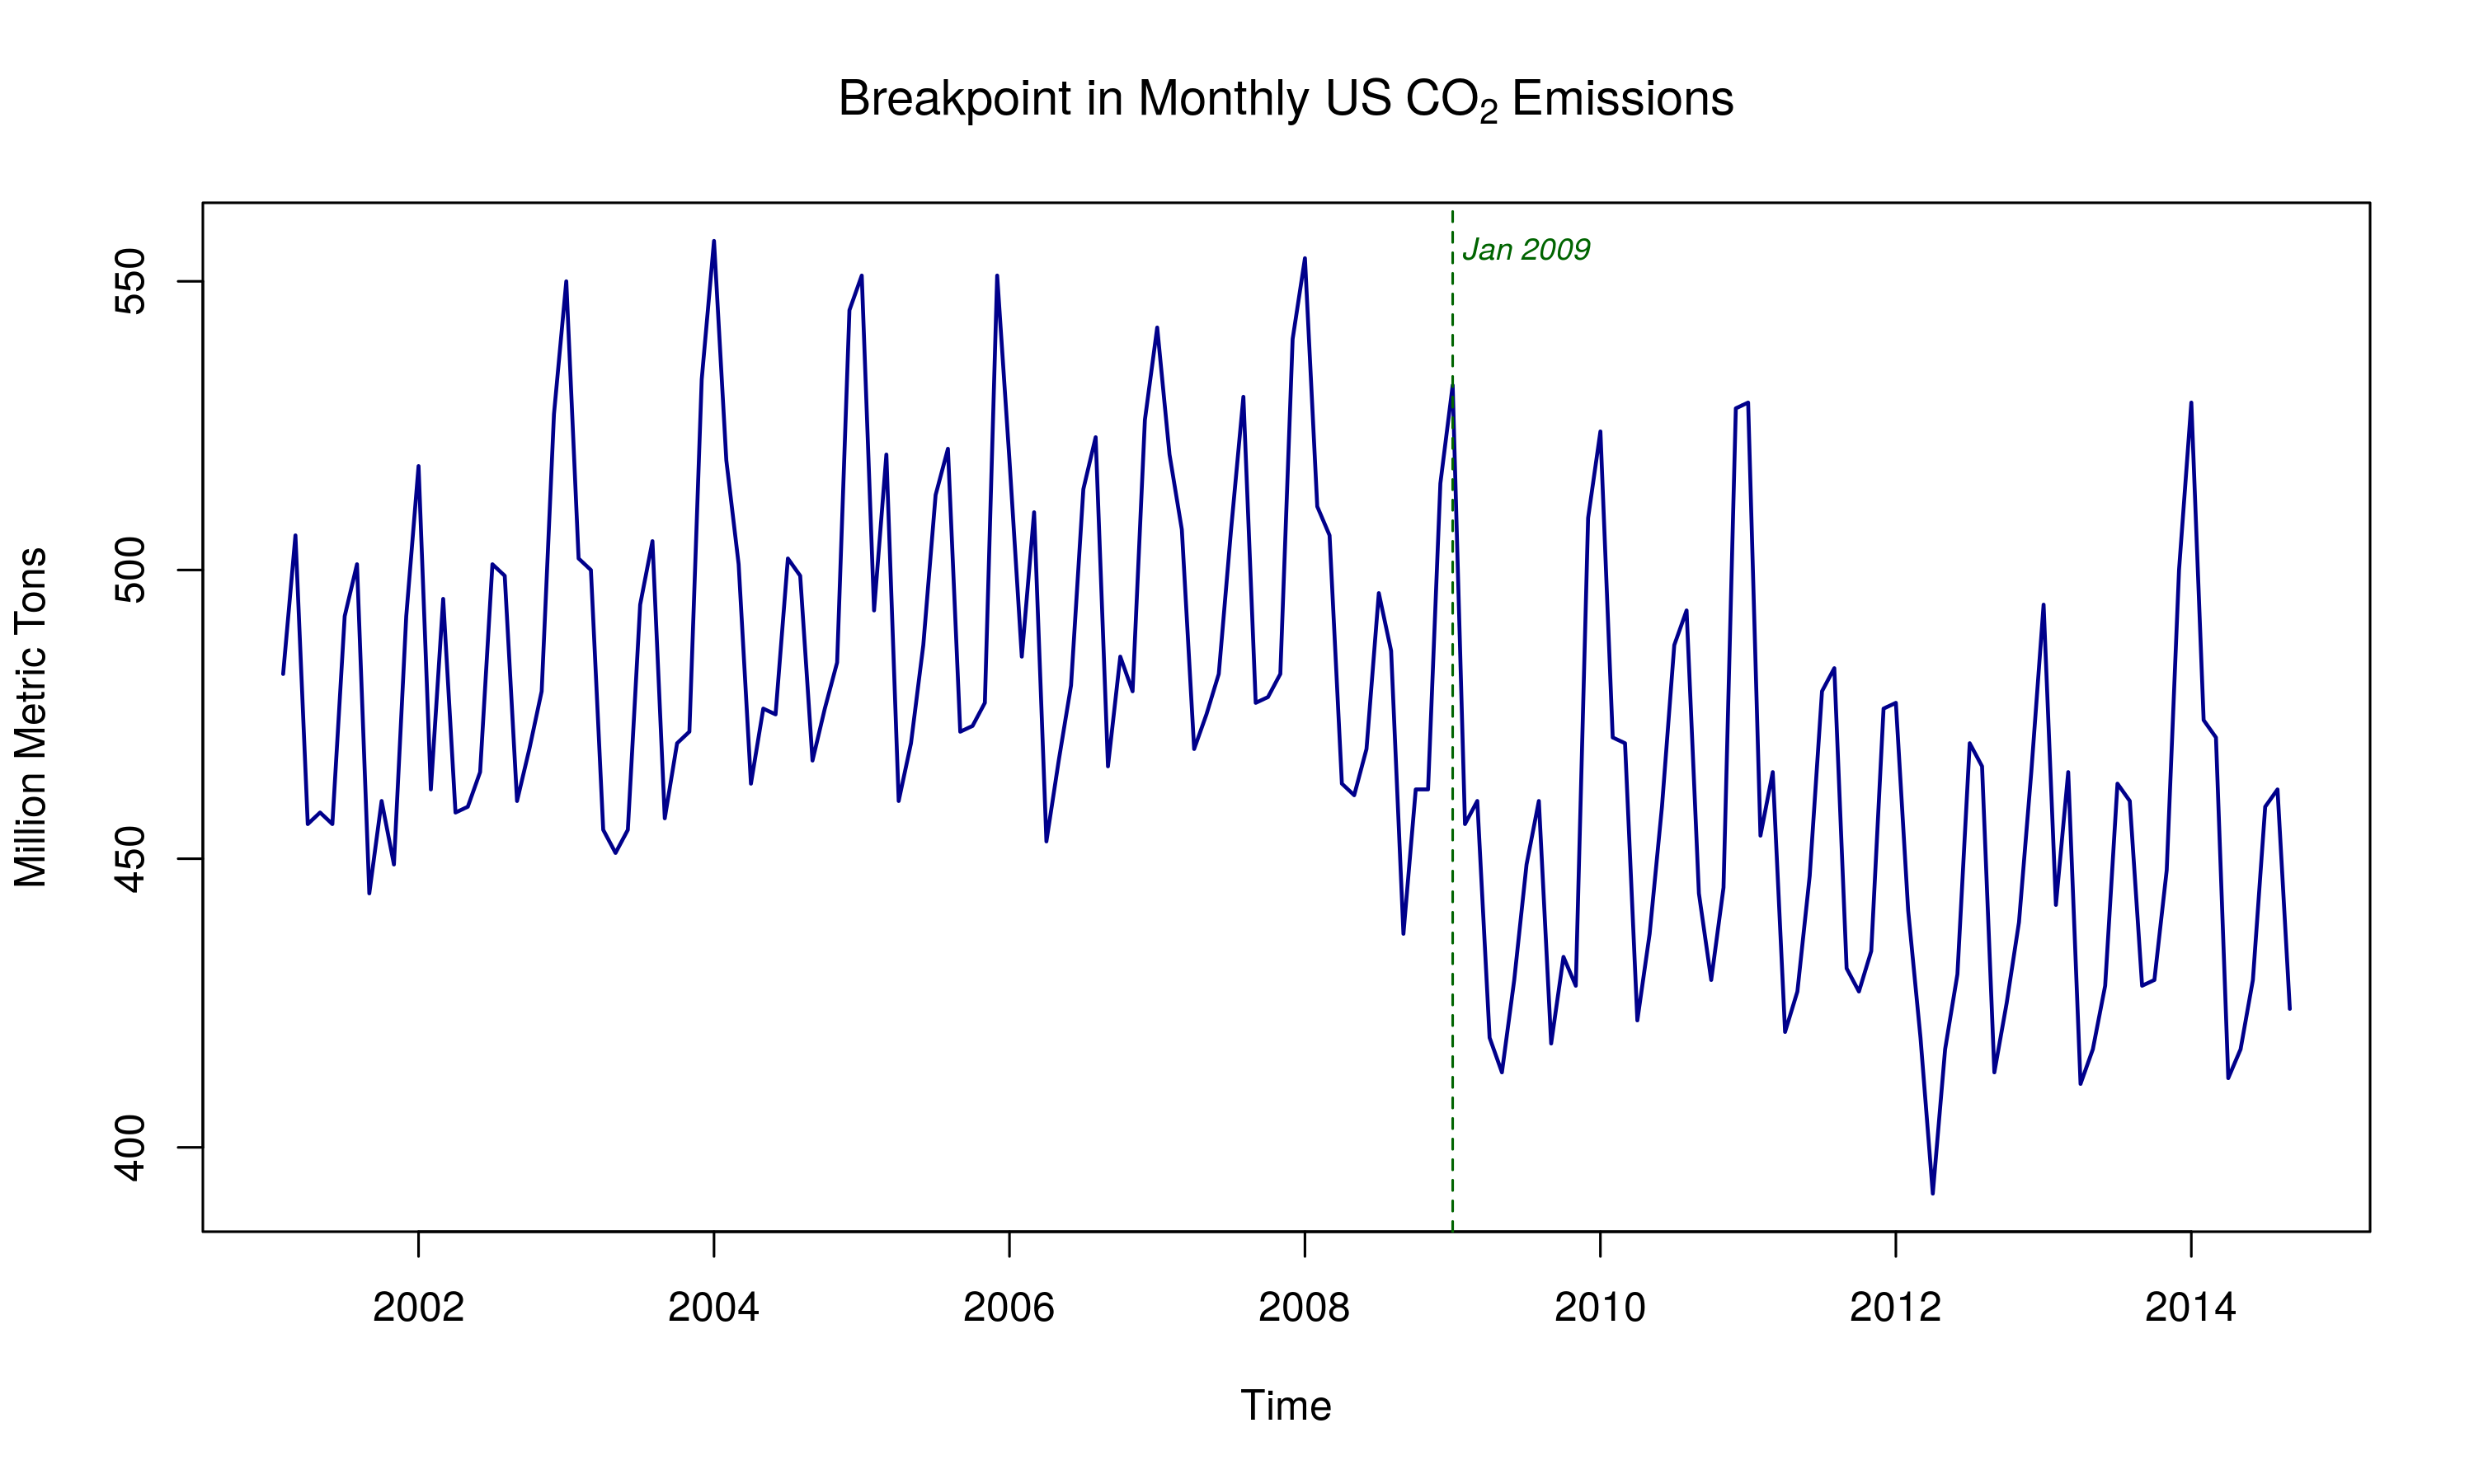 Breakpoint in Monthly US CO₂ Emissions
Jan 2009
Million Metric Tons
550
500
450
400
2002 2004 2006 2008 2010 2012 2014
Time